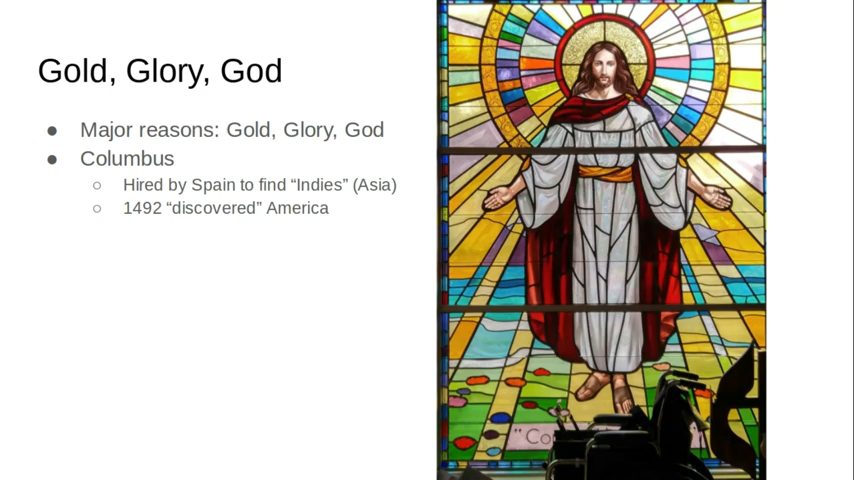 Gold, Glory, God
● Major reasons: Gold, Glory, God
● Columbus
○ Hired by Spain to find “Indies” (Asia)
○ 1492 “discovered” America
" Co